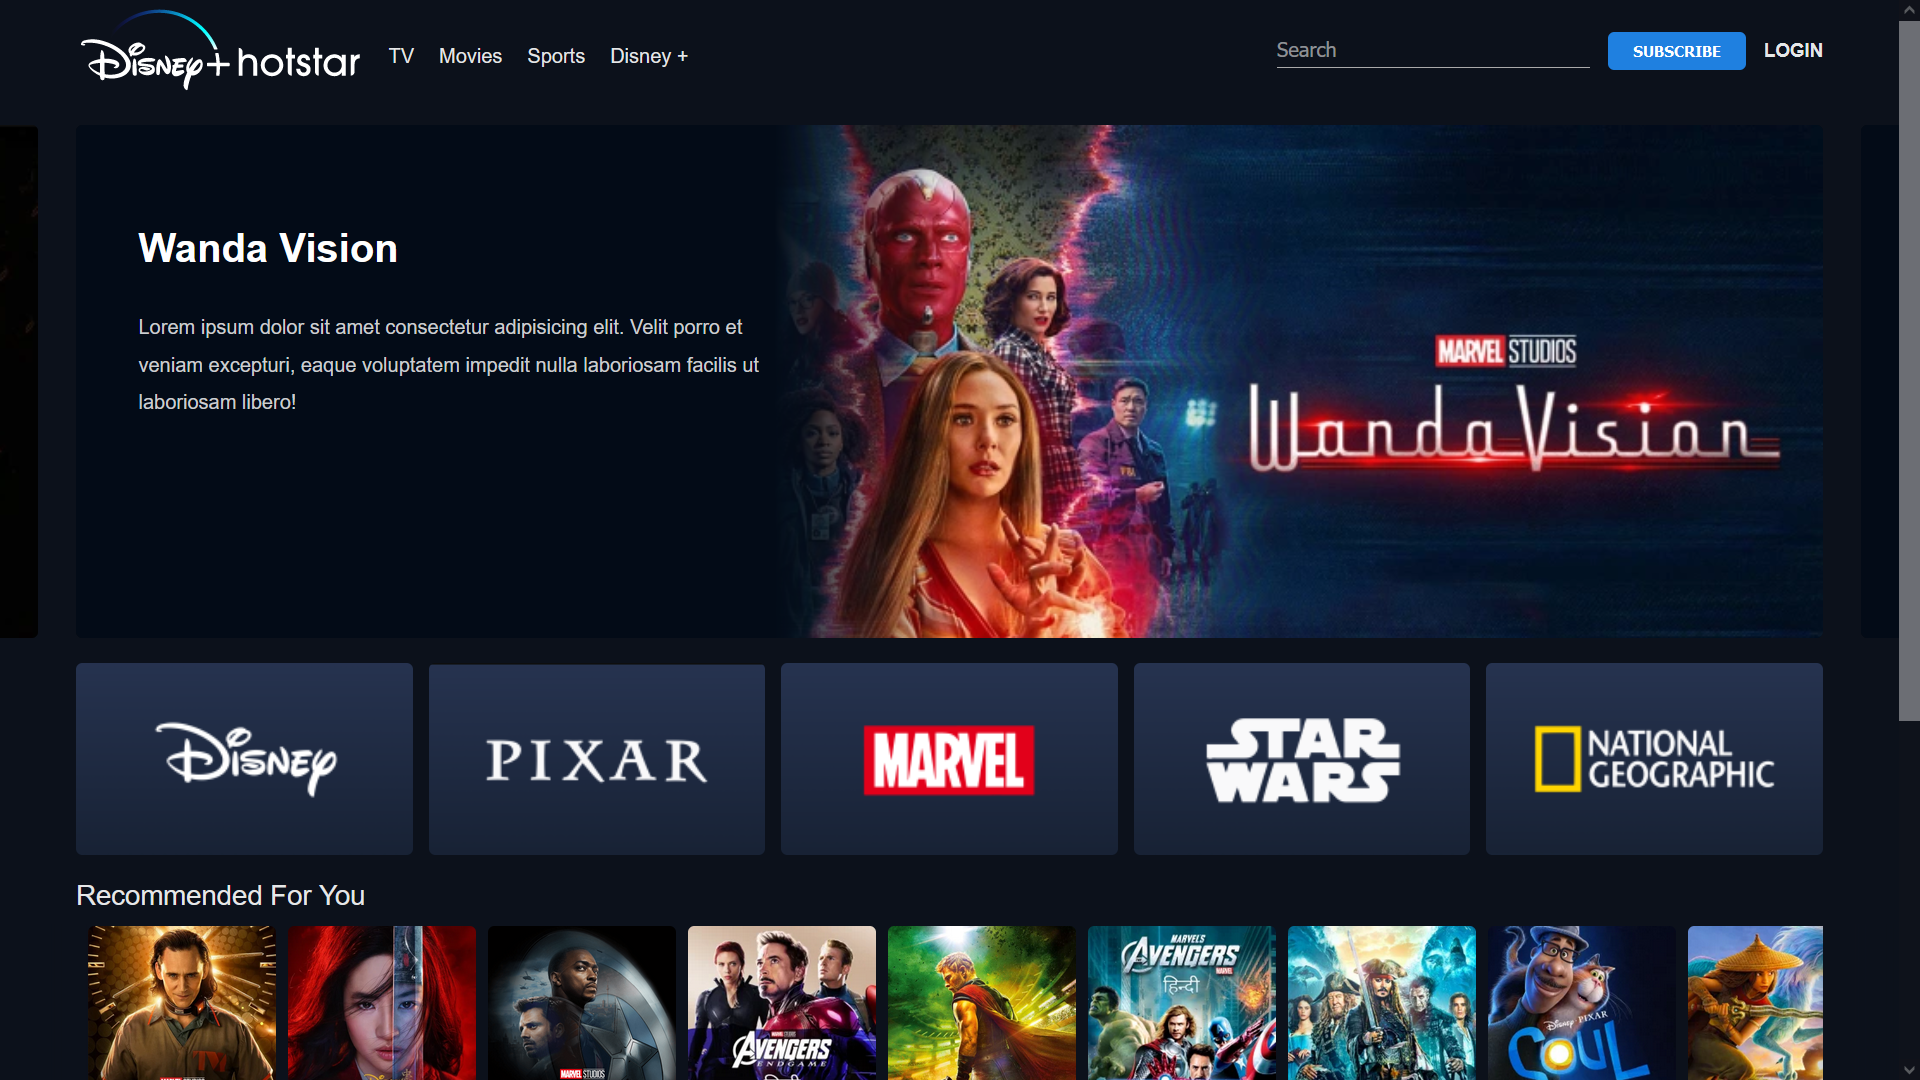 Disney+ hotstar
TV Movies Sports Disney +
Search
SUBSCRIBE
LOGIN
Wanda Vision
Lorem ipsum dolor sit amet consectetur adipisicing elit. Velit porro et
veniam excepturi, eaque voluptatem impedit nulla laboriosam facilis ut
laboriosam libero!
MARVEL STUDIOS
WandaVision
DISNEY
PIXAR
MARVEL
STAR
WARS
NATIONAL
GEOGRAPHIC
Recommended For You
MARVEL STUDIOS
AVENGERS
ENDGAME
MARVEL'S
AVENGERS
हिन्दी
DISNEY PIXAR
SOUL